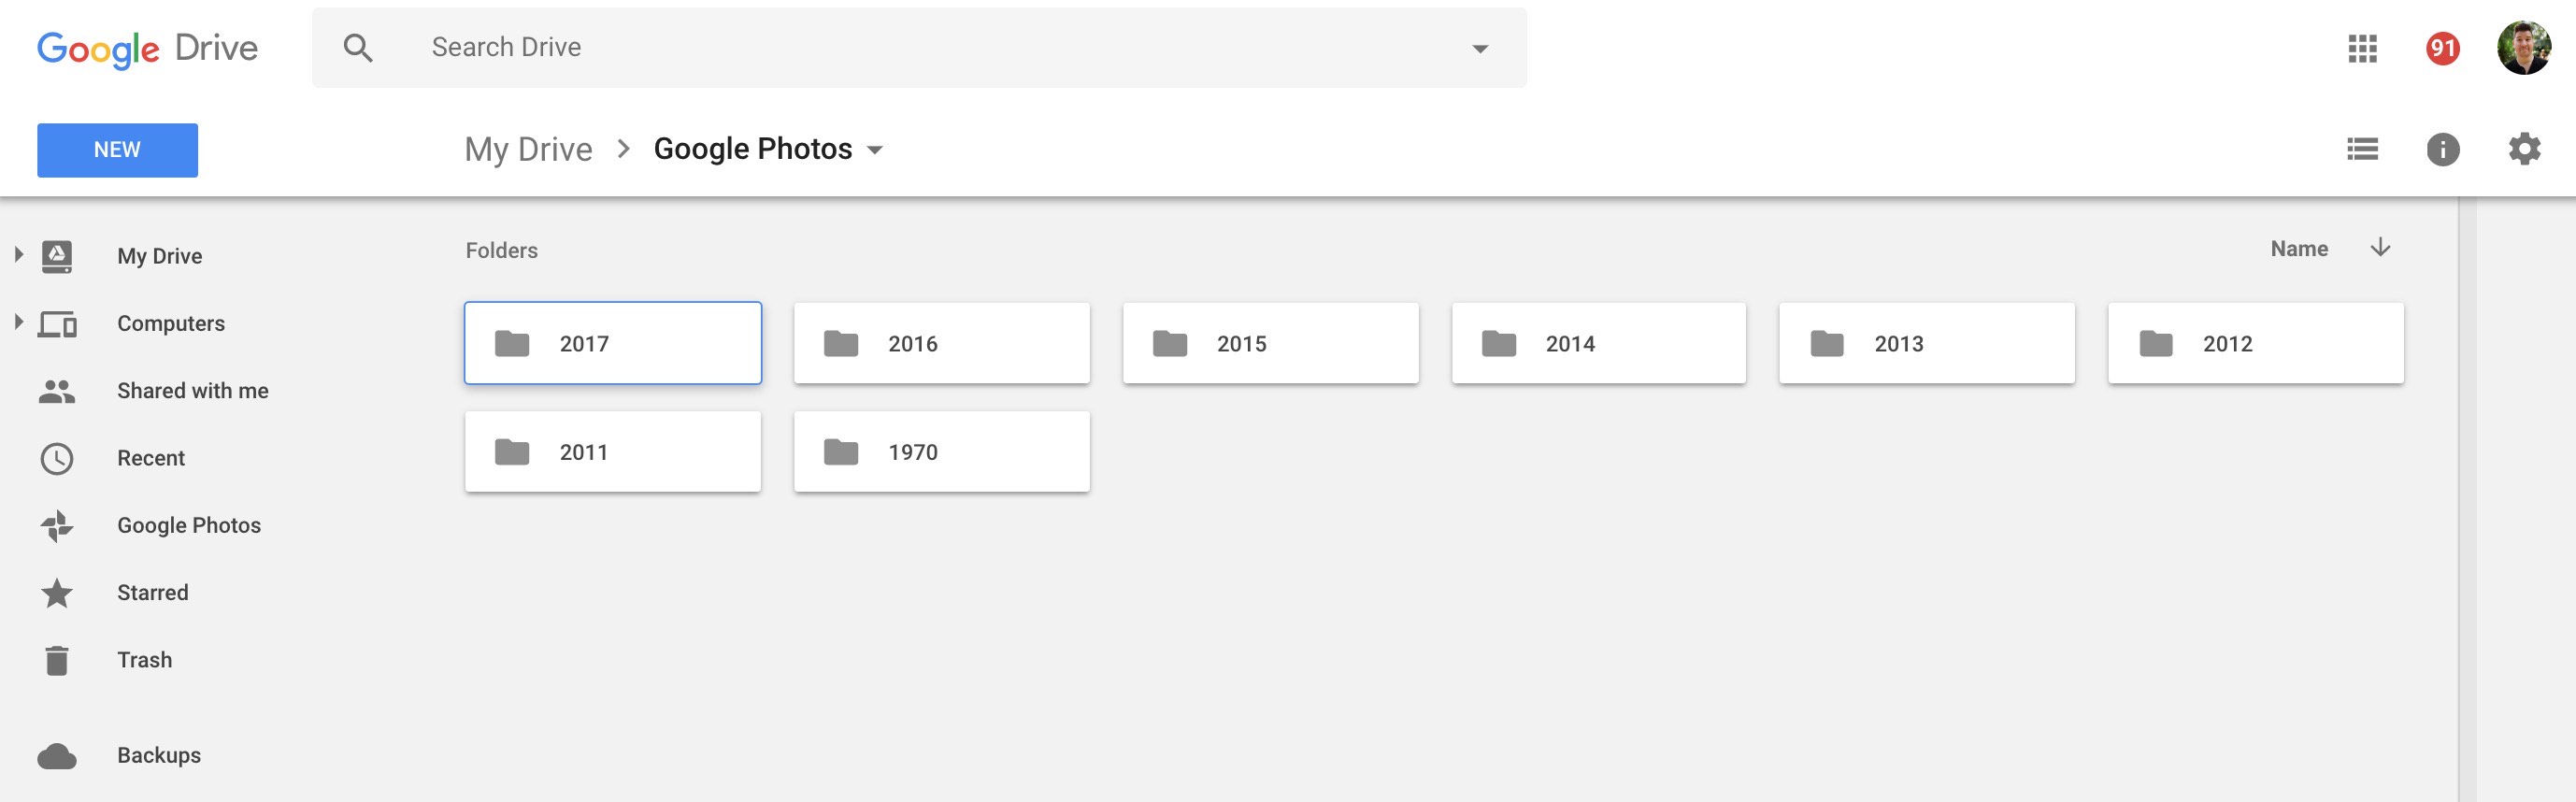 Google Drive
Search Drive
91
NEW
My Drive > Google Photos
My Drive
Computers
Shared with me
Recent
Google Photos
Starred
Trash
Backups
Folders
Name
2017 2016 2015 2014 2013 2012
2011 1970